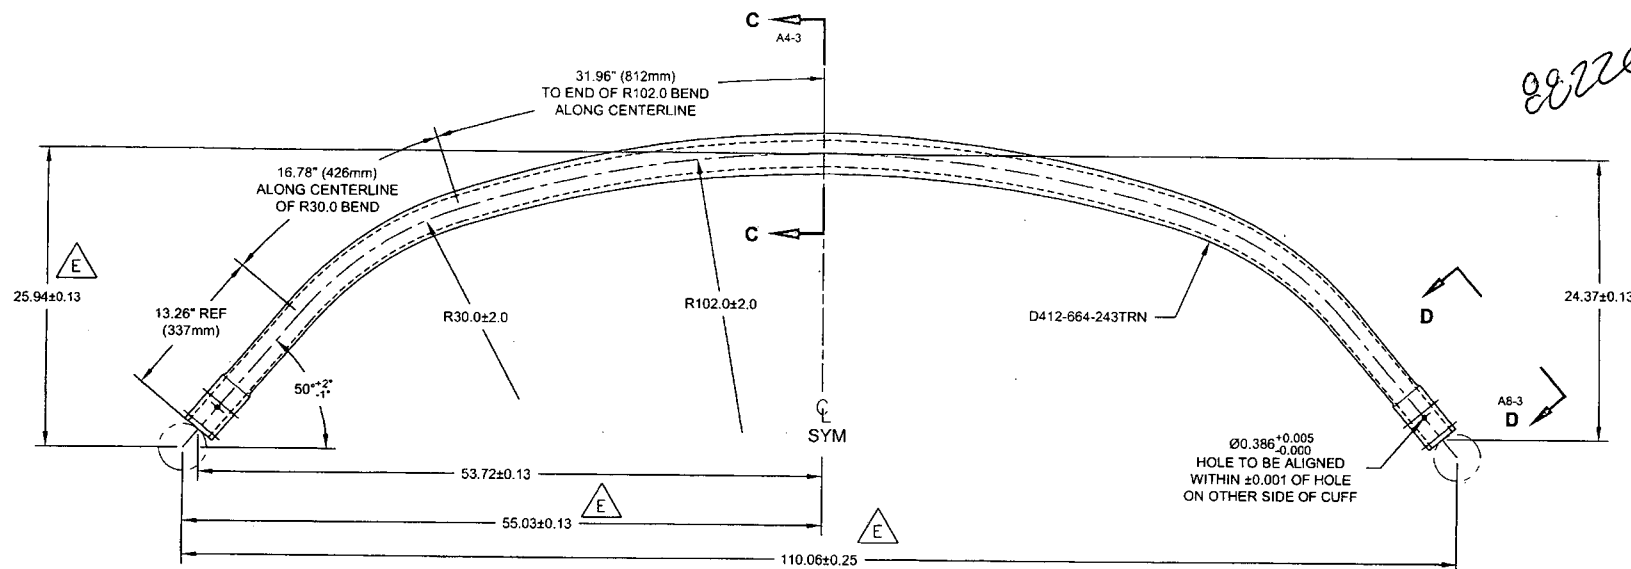 C
A4-3
31.96" (812mm)
TO END OF R102.0 BEND
ALONG CENTERLINE
16.78" (426mm)
ALONG CENTERLINE
OF R30.0 BEND
C
E
25.94±0.13
13.26" REF
(337mm)
R30.0±2.0
R102.0±2.0
D412-664-243TRN
D
24.37±0.13
50°+2°
-1°
CL
SYM
A8-3
D
Ø0.386+0.005
-0.000
HOLE TO BE ALIGNED
WITHIN ±0.001 OF HOLE
ON OTHER SIDE OF CUFF
53.72±0.13
E
55.03±0.13
E
110.06±0.25